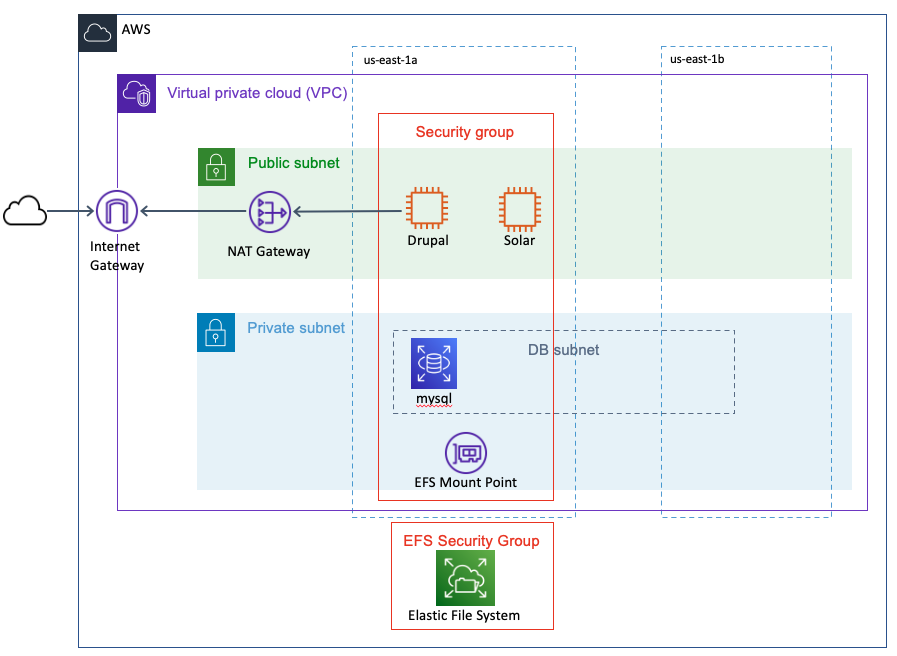 AWS
us-east-1a
us-east-1b
Virtual private cloud (VPC)
Security group
Public subnet
Drupal
Solar
NAT Gateway
Internet
Gateway
Private subnet
DB subnet
mysql
EFS Mount Point
EFS Security Group
Elastic File System